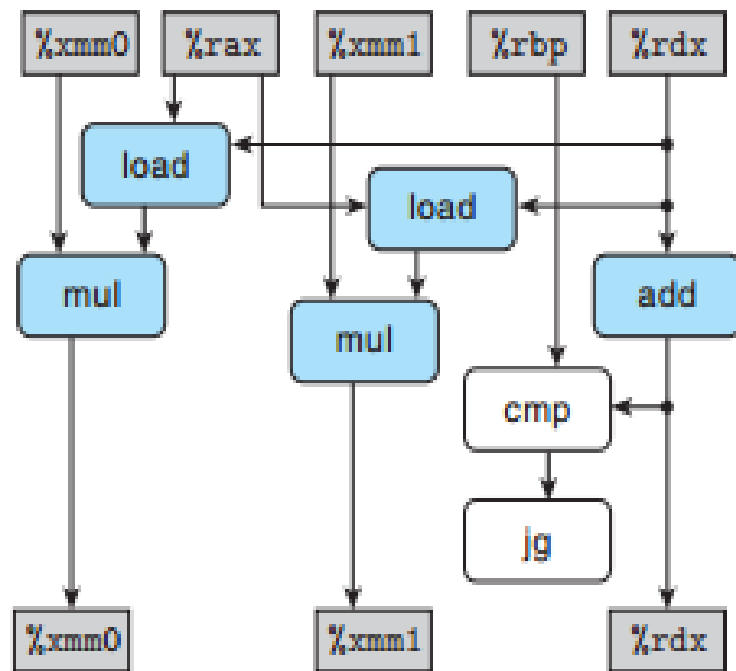 %xmm0 %rax %xmm1 %rbp %rdx
load
load
mul
add
mul
cmp
jg
%xmm0 %xmm1 %rdx